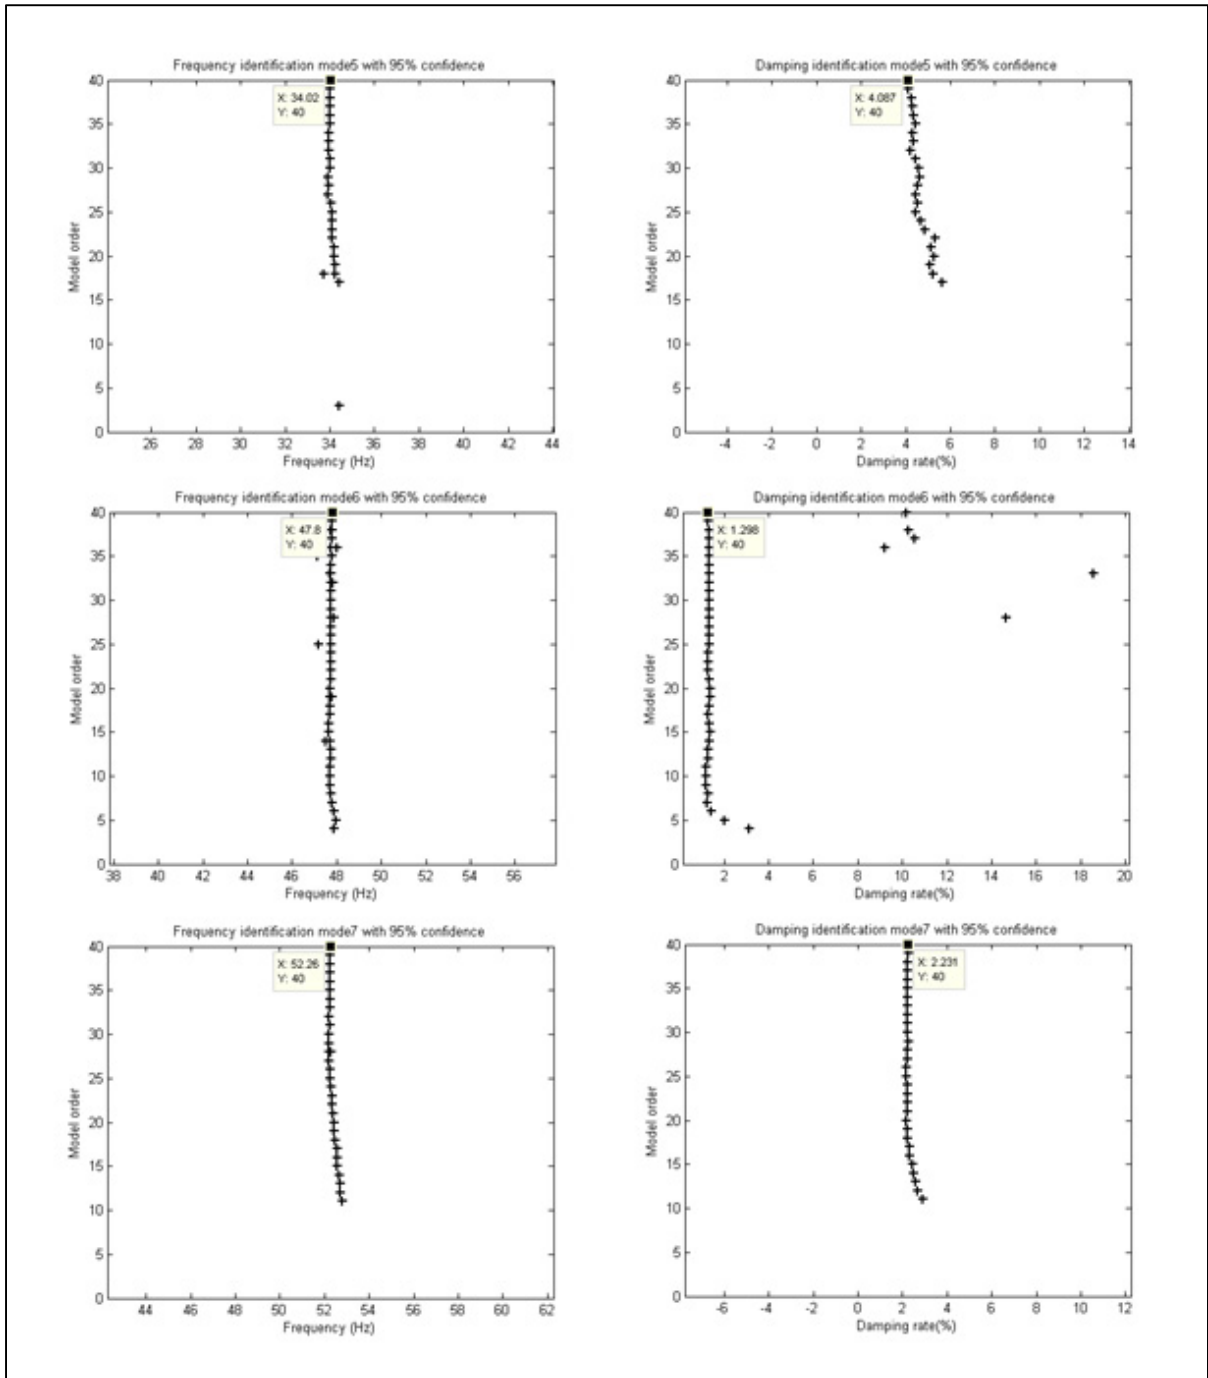 Frequency identification mode5 with 95% confidence
40
35
30
25
20
15
10
5
0
X: 34.02
Y: 40
Model order
26 28 30 32 34 36 38 40 42 44
Frequency (Hz)
Damping identification mode5 with 95% confidence
40
35
30
25
20
15
10
5
0
X: 4.087
Y: 40
Model order
-4 -2 0 2 4 6 8 10 12 14
Damping rate(%)
Frequency identification mode6 with 95% confidence
40
35
30
25
20
15
10
5
0
X: 47.8
Y: 40
Model order
38 40 42 44 46 48 50 52 54 56
Frequency (Hz)
Damping identification mode6 with 95% confidence
40
35
30
25
20
15
10
5
0
X: 1.298
Y: 40
Model order
2 4 6 8 10 12 14 16 18 20
Damping rate(%)
Frequency identification mode7 with 95% confidence
40
35
30
25
20
15
10
5
0
X: 52.26
Y: 40
Model order
44 46 48 50 52 54 56 58 60 62
Frequency (Hz)
Damping identification mode7 with 95% confidence
40
35
30
25
20
15
10
5
0
X: 2.231
Y: 40
Model order
-6 -4 -2 0 2 4 6 8 10 12
Damping rate(%)